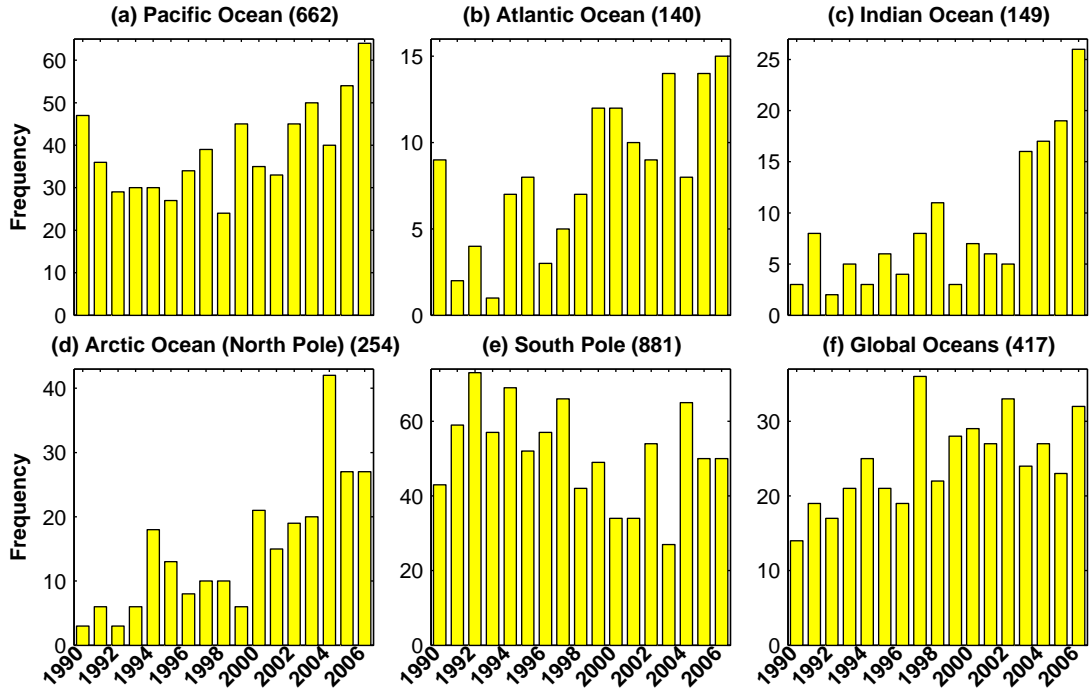 (a) Pacific Ocean (662)
(b) Atlantic Ocean (140)
(c) Indian Ocean (149)
Frequency
60
50
40
30
20
10
0
15
10
5
0
25
20
15
10
5
0
(d) Arctic Ocean (North Pole) (254)
(e) South Pole (881)
(f) Global Oceans (417)
Frequency
40
30
20
10
0
60
40
20
0
30
20
10
0
1990 1992 1994 1996 1998 2000 2002 2004 2006
1990 1992 1994 1996 1998 2000 2002 2004 2006
1990 1992 1994 1996 1998 2000 2002 2004 2006